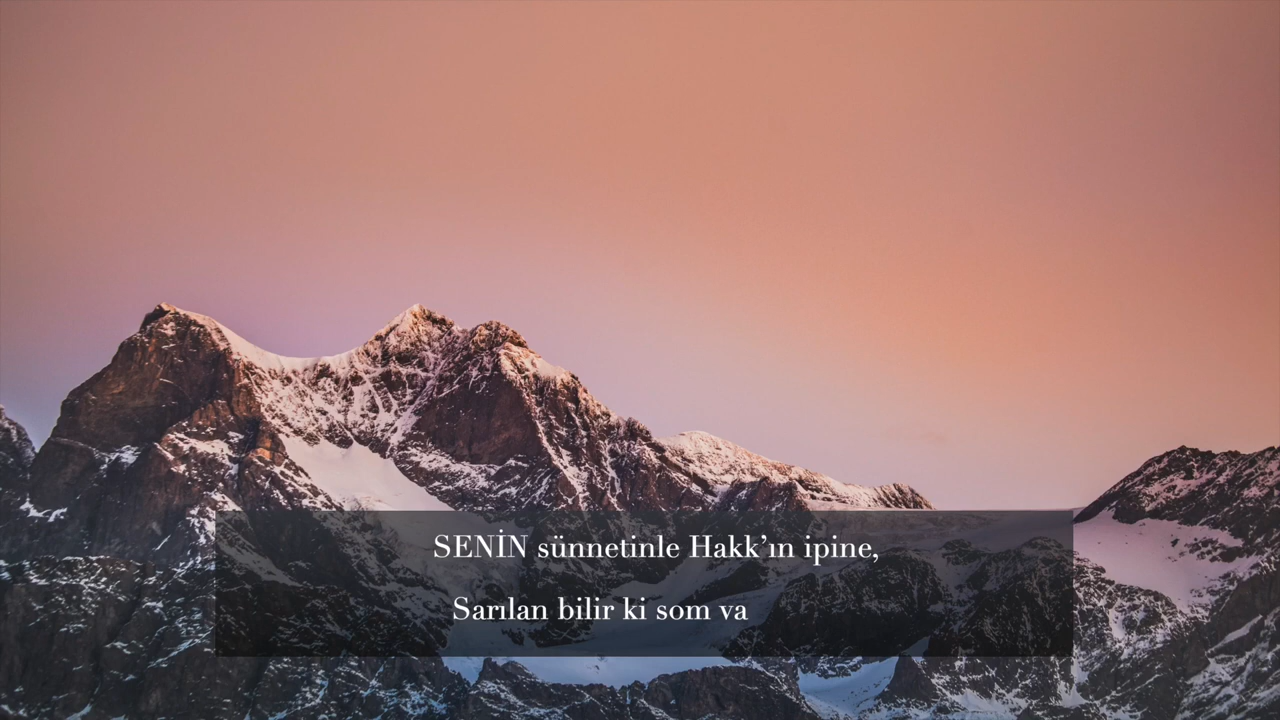 SENİN sünnetinle Hakk’ın ipine,
Sarılan bilir ki som va